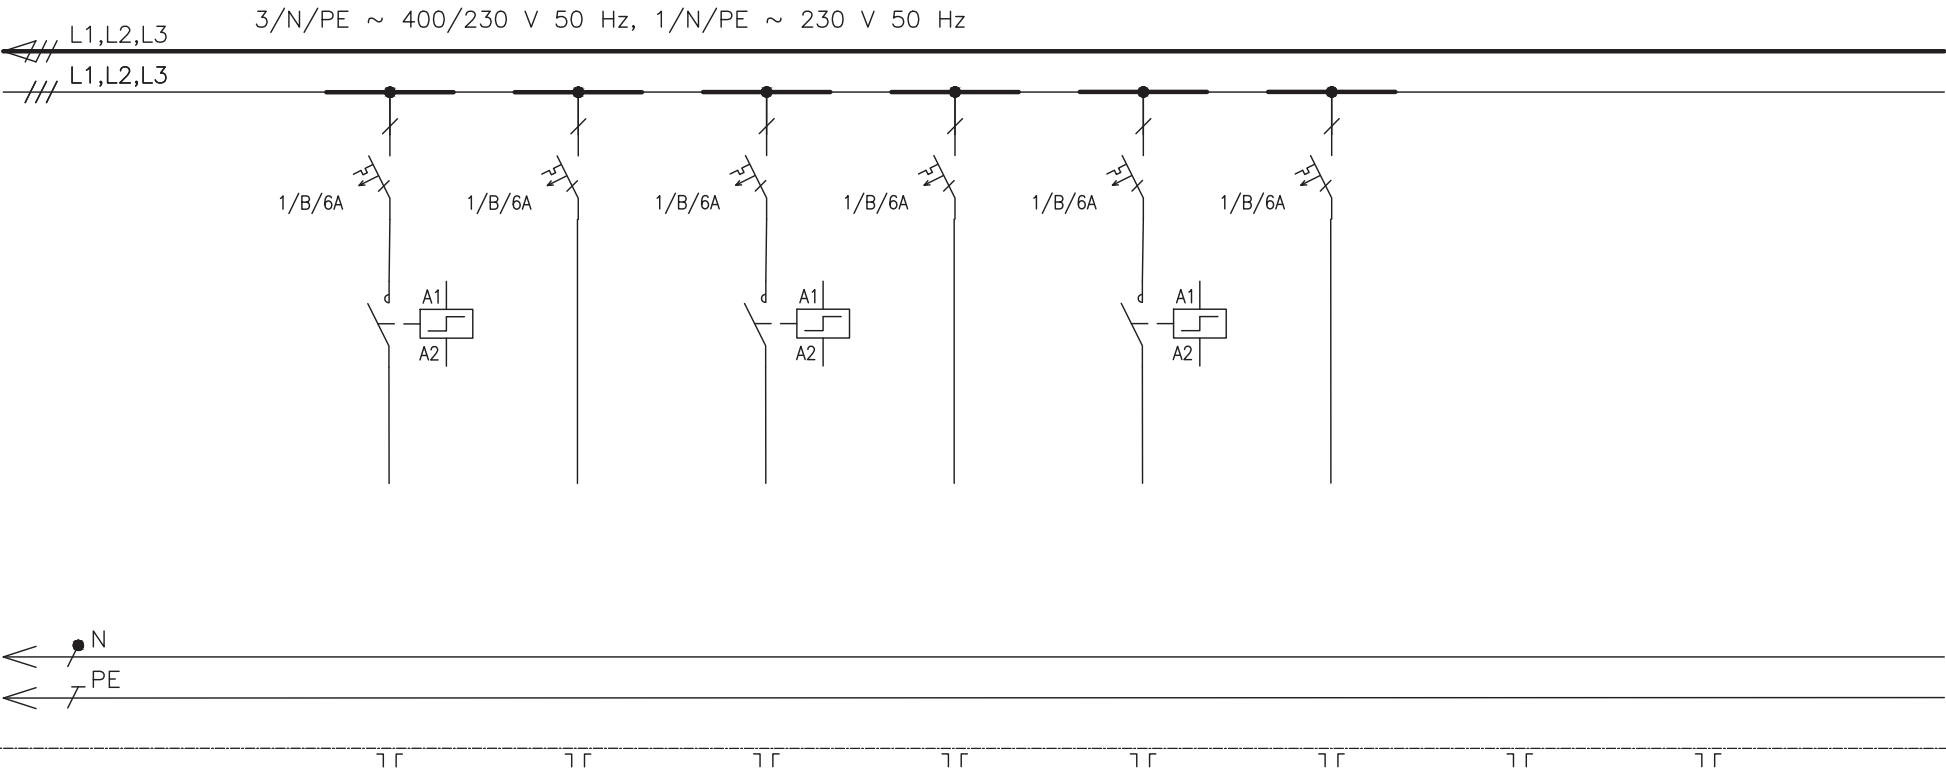 3/N/PE ~ 400/230 V 50 Hz, 1/N/PE ~ 230 V 50 Hz
L1,L2,L3
L1,L2,L3
1/B/6A 1/B/6A 1/B/6A 1/B/6A 1/B/6A 1/B/6A
A1 A1 A1
A2 A2 A2
N
PE